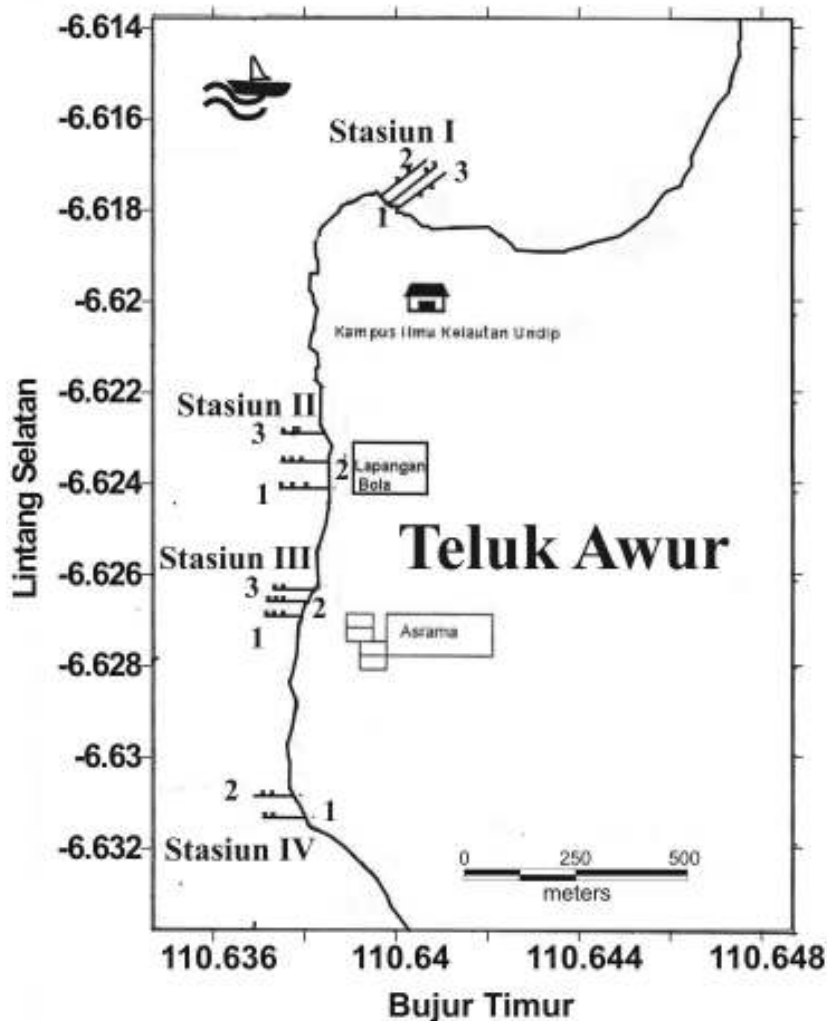 -6.614
-6.616
-6.618
-6.62
-6.622
-6.624
-6.626
-6.628
-6.63
-6.632
Lintang Selatan
Stasiun I
2
3
1
Kampus Ilmu Kelautan Undip
Stasiun II
3
2
1
Lapangan
Bola
Teluk Awur
Stasiun III
3
2
1
Asrama
2
1
Stasiun IV
0 250 500
meters
110.636 110.64 110.644 110.648
Bujur Timur